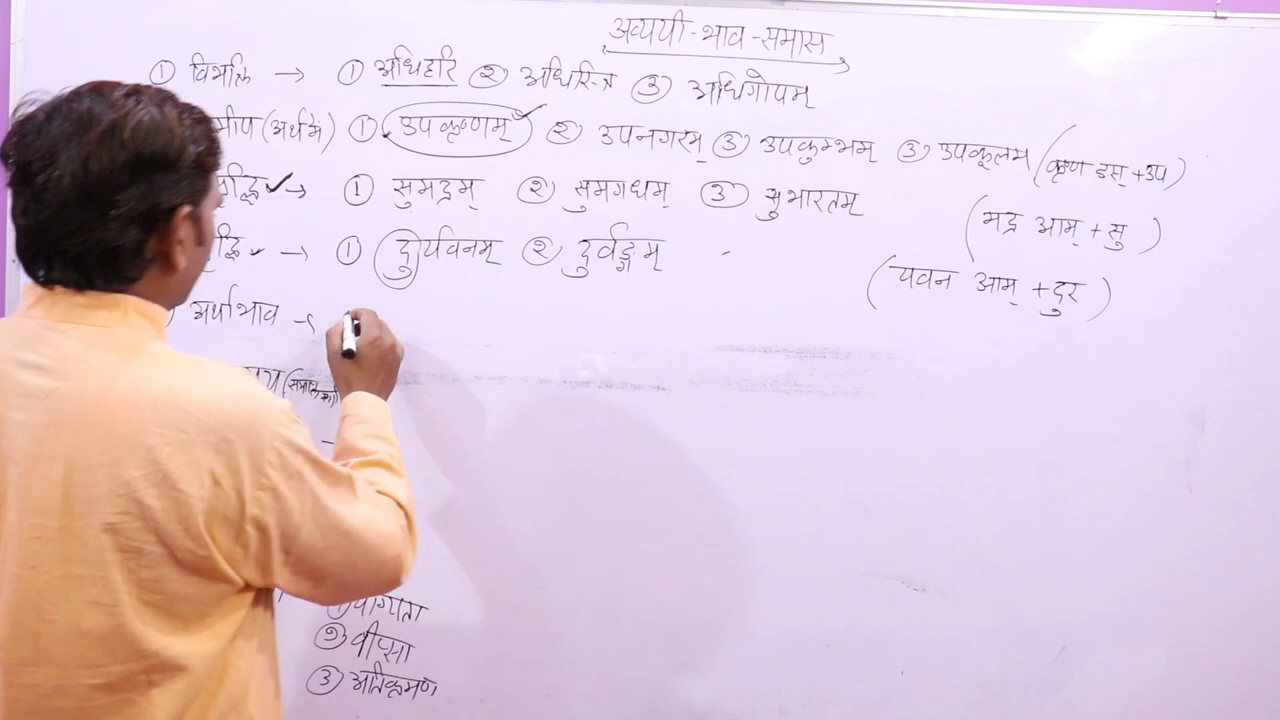 अव्ययी-भाव-समास
① विभक्ति → ① अधिहरि ② अधिस्त्रि ③ अधिगोपम्
(अर्थमें) ① उपकृष्णम् ② उपनगरम् ③ उपकुम्भम् ③ उपकूलम् (कृष्ण ङस् + उप)
→ ① सुमद्रम् ② सुमगधम् ③ सुभारतम्
(मद्र आम् + सु)
→ ① दुर्यवनम् ② दुर्वङ्गम्
(यवन आम् + दुर्)
अर्थाभाव →
① योग्यता
② वीप्सा
③ अतिक्रमण